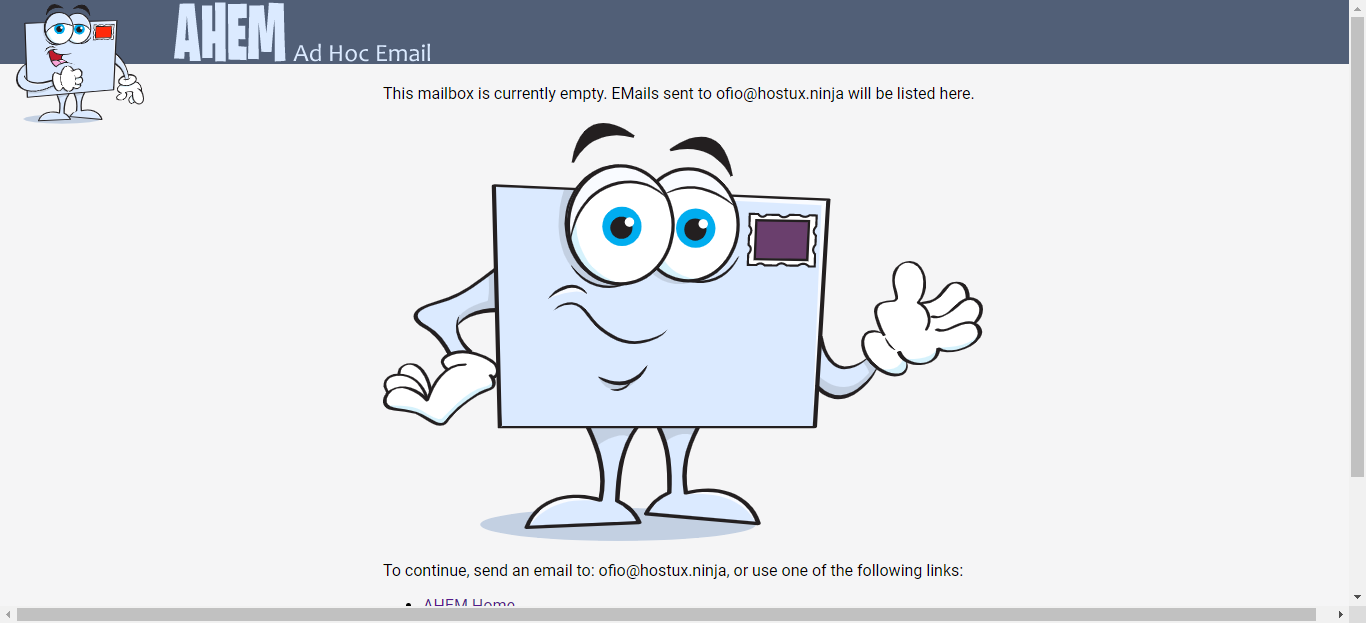 AHEM Ad Hoc Email
This mailbox is currently empty. EMails sent to ofio@hostux.ninja will be listed here.
To continue, send an email to: ofio@hostux.ninja, or use one of the following links:
AHEM Home